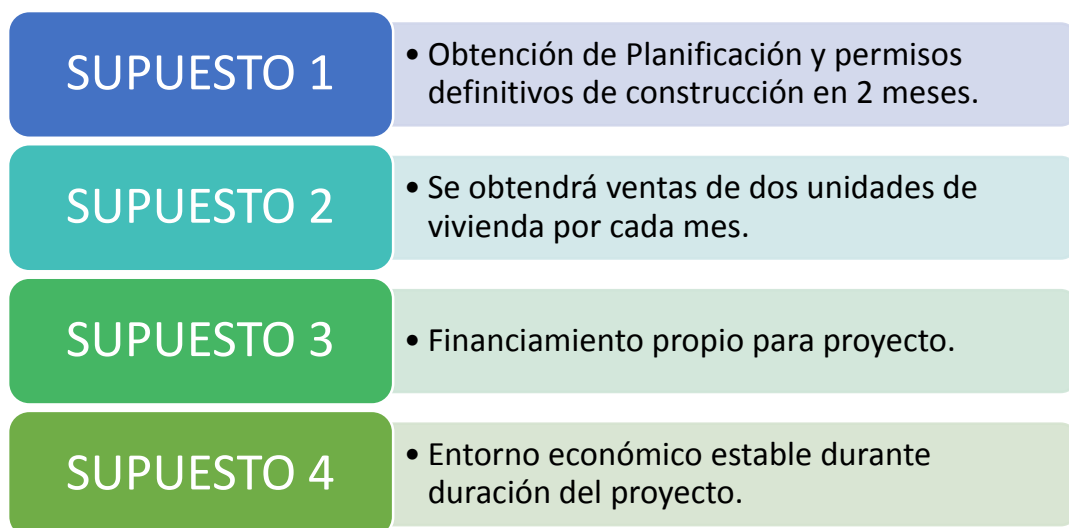 SUPUESTO 1
• Obtención de Planificación y permisos
definitivos de construcción en 2 meses.
SUPUESTO 2
• Se obtendrá ventas de dos unidades de
vivienda por cada mes.
SUPUESTO 3
• Financiamiento propio para proyecto.
SUPUESTO 4
• Entorno económico estable durante
duración del proyecto.